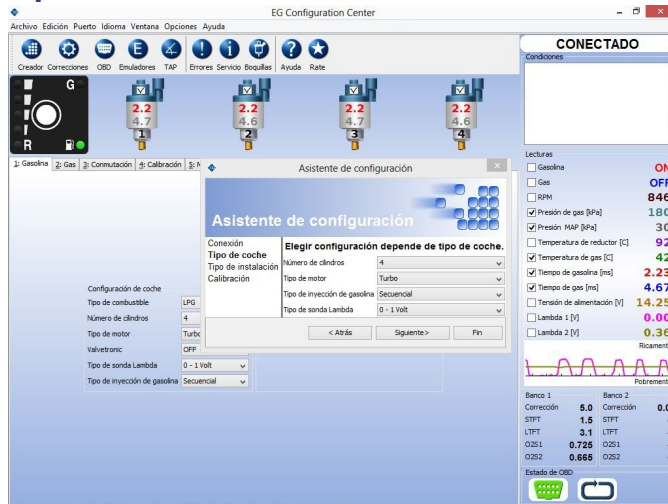 EG Configuration Center
Archivo Edición Puerto Idioma Ventana Opciones Ayuda
Creador Correcciones OBD Emuladores TAP Errores Servicio Boquillas Ayuda Rate
CONECTADO
Condiciones
G
R
2.2
4.7
1
2.2
4.6
2
2.2
4.7
3
2.2
4.6
4
1: Gasolina 2: Gas 3: Conmutación 4: Calibración
Configuración de coche
Tipo de combustible LPG
Número de cilindros 4
Tipo de motor Turbo
Valvetronic OFF
Tipo de sonda Lambda 0 - 1 Volt
Tipo de inyección de gasolina Secuencial
Asistente de configuración
Asistente de configuración
Conexión
Tipo de coche
Tipo de instalación
Calibración
Elegir configuración depende de tipo de coche.
Número de cilindros 4
Tipo de motor Turbo
Tipo de inyección de gasolina Secuencial
Tipo de sonda Lambda 0 - 1 Volt
< Atrás Siguiente> Fin
Lecturas
Gasolina ON
Gas OFF
RPM 846
Presión de gas [kPa] 180
Presión MAP [kPa] 30
Temperatura de reductor [C] 92
Temperatura de gas [C] 42
Tiempo de gasolina [ms] 2.23
Tiempo de gas [ms] 4.67
Tensión de alimentación [V] 14.25
Lambda 1 [V] 0.00
Lambda 2 [V] 0.36
Ricamente
Pobremente
Banco 1 Banco 2
Corrección 5.0 Corrección 0.0
STFT 1.5 STFT
LTFT 3.1 LTFT
O2S1 0.725 O2S1
O2S2 0.665 O2S2
Estado de OBD